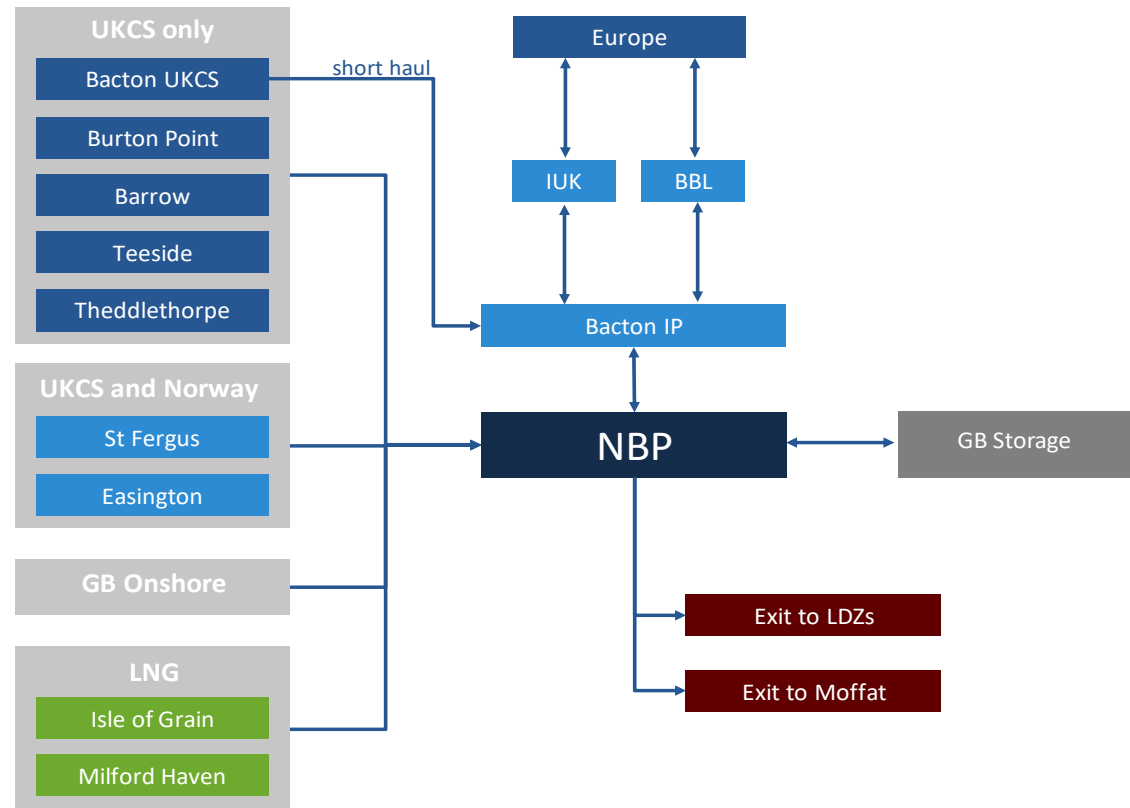 UKCS only
Bacton UKCS
Burton Point
Barrow
Teeside
Theddlethorpe
short haul
Europe
IUK
BBL
Bacton IP
UKCS and Norway
St Fergus
Easington
NBP
GB Storage
GB Onshore
LNG
Isle of Grain
Milford Haven
Exit to LDZs
Exit to Moffat